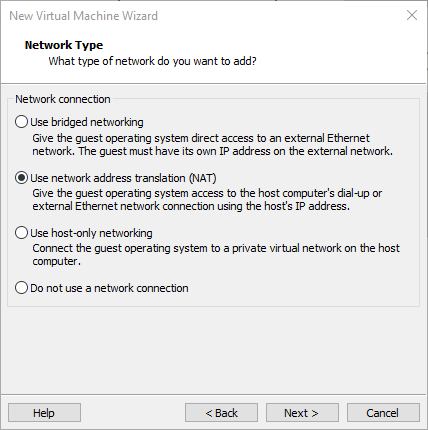 New Virtual Machine Wizard
Network Type
What type of network do you want to add?
Network connection
Use bridged networking
Give the guest operating system direct access to an external Ethernet
network. The guest must have its own IP address on the external network.
Use network address translation (NAT)
Give the guest operating system access to the host computer's dial-up or
external Ethernet network connection using the host's IP address.
Use host-only networking
Connect the guest operating system to a private virtual network on the host
computer.
Do not use a network connection
Help
< Back
Next >
Cancel